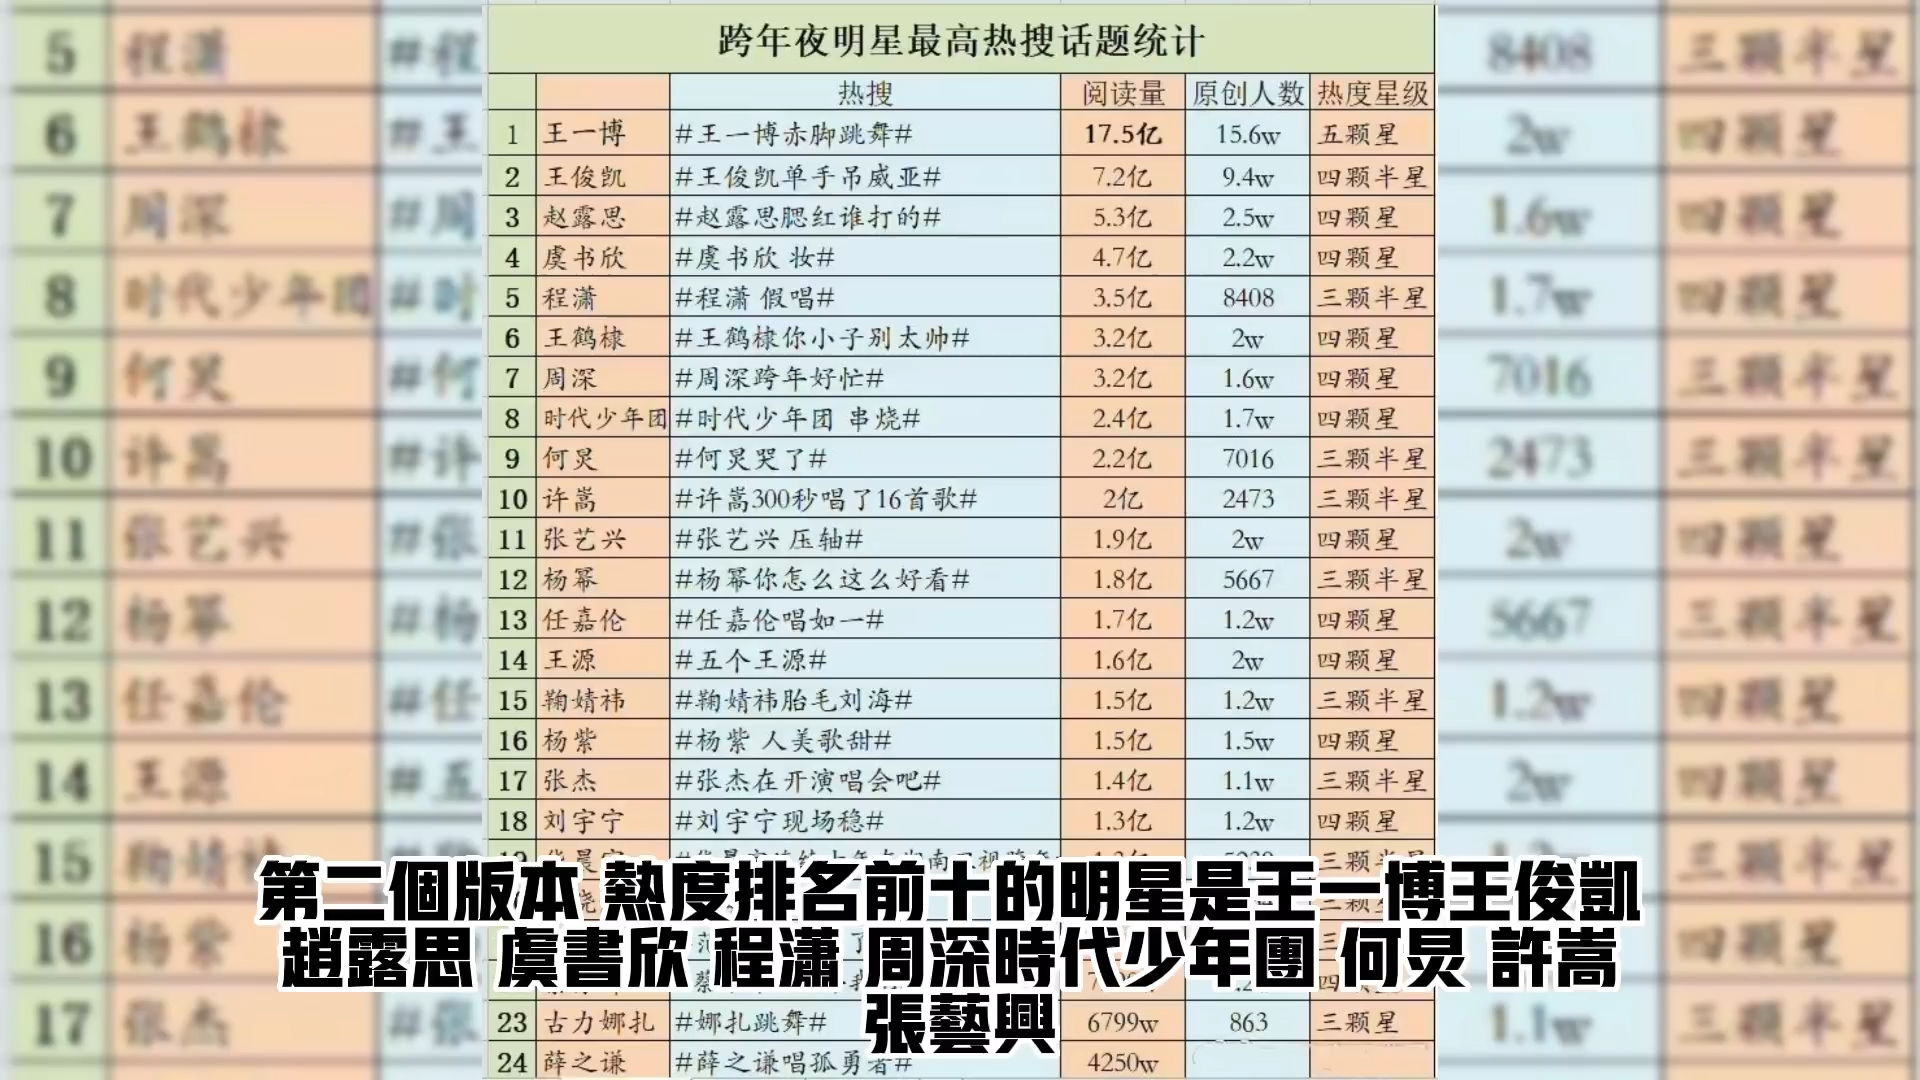 跨年夜明星最高热搜话题统计
热搜 阅读量 原创人数 热度星级
1 王一博 #王一博赤脚跳舞# 17.5亿 15.6w 五颗星
2 王俊凯 #王俊凯单手吊威亚# 7.2亿 9.4w 四颗半星
3 赵露思 #赵露思腮红谁打的# 5.3亿 2.5w 四颗星
4 虞书欣 #虞书欣 妆# 4.7亿 2.2w 四颗星
5 程潇 #程潇 假唱# 3.5亿 8408 三颗半星
6 王鹤棣 #王鹤棣你小子别太帅# 3.2亿 2w 四颗星
7 周深 #周深跨年好忙# 3.2亿 1.6w 四颗星
8 时代少年团 #时代少年团 串烧# 2.4亿 1.7w 四颗星
9 何炅 #何炅哭了# 2.2亿 7016 三颗半星
10 许嵩 #许嵩300秒唱了16首歌# 2亿 2473 三颗半星
11 张艺兴 #张艺兴 压轴# 1.9亿 2w 四颗星
12 杨幂 #杨幂你怎么这么好看# 1.8亿 5667 三颗半星
13 任嘉伦 #任嘉伦唱如一# 1.7亿 1.2w 四颗星
14 王源 #五个王源# 1.6亿 2w 四颗星
15 鞠婧祎 #鞠婧祎胎毛刘海# 1.5亿 1.2w 三颗半星
16 杨紫 #杨紫 人美歌甜# 1.5亿 1.5w 四颗星
17 张杰 #张杰在开演唱会吧# 1.4亿 1.1w 三颗半星
18 刘宇宁 #刘宇宁现场稳# 1.3亿 1.2w 四颗星
第二個版本 熱度排名前十的明星是王一博王俊凱
趙露思 虞書欣 程瀟 周深時代少年團 何炅 許嵩
張藝興
23 古力娜扎 #娜扎跳舞# 6799w 863 三颗星
24 薛之谦 #薛之谦唱孤勇者# 4250w